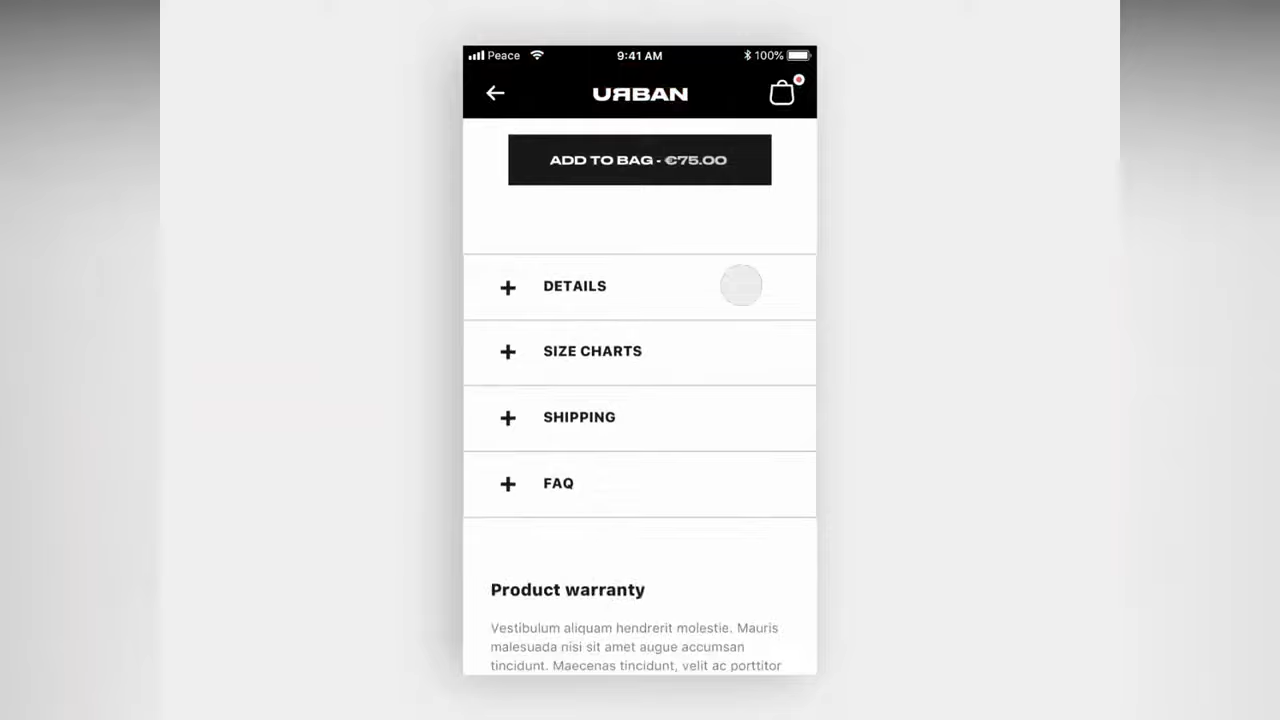 Peace
9:41 AM
100%
URBAN
ADD TO BAG - €75.00
DETAILS
SIZE CHARTS
SHIPPING
FAQ
Product warranty
Vestibulum aliquam hendrerit molestie. Mauris
malesuada nisi sit amet augue accumsan
tincidunt. Maecenas tincidunt, velit ac porttitor